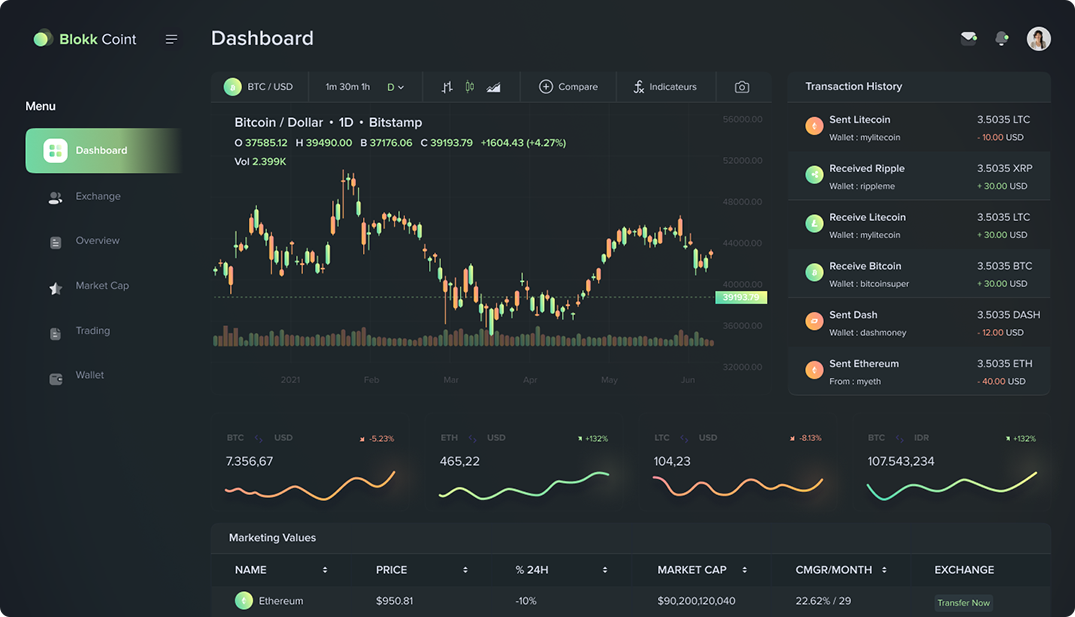 Blokk Coint
Dashboard
Menu
Dashboard
Exchange
Overview
Market Cap
Trading
Wallet
BTC / USD
1m 30m 1h
D
Compare
Indicateurs
Bitcoin / Dollar • 1D • Bitstamp
O 37585.12 H 39490.00 B 37176.06 C 39193.79 +1604.43 (+4.27%)
Vol 2.399K
56000.00
52000.00
48000.00
44000.00
40000.00
39193.79
36000.00
32000.00
2021 Feb Mar Apr May Jun
Transaction History
Sent Litecoin 3.5035 LTC
Wallet : mylitecoin - 10.00 USD
Received Ripple 3.5035 XRP
Wallet : rippleme + 30.00 USD
Receive Litecoin 3.5035 LTC
Wallet : mylitecoin + 30.00 USD
Receive Bitcoin 3.5035 BTC
Wallet : bitcoinsuper + 30.00 USD
Sent Dash 3.5035 DASH
Wallet : dashmoney - 12.00 USD
Sent Ethereum 3.5035 ETH
From : myeth - 40.00 USD
BTC USD -5.23%
7.356,67
ETH USD +132%
465,22
LTC USD -8.13%
104,23
BTC IDR +132%
107.543,234
Marketing Values
NAME PRICE % 24H MARKET CAP CMGR/MONTH EXCHANGE
Ethereum $950.81 -10% $90,200,120,040 22.62% / 29 Transfer Now